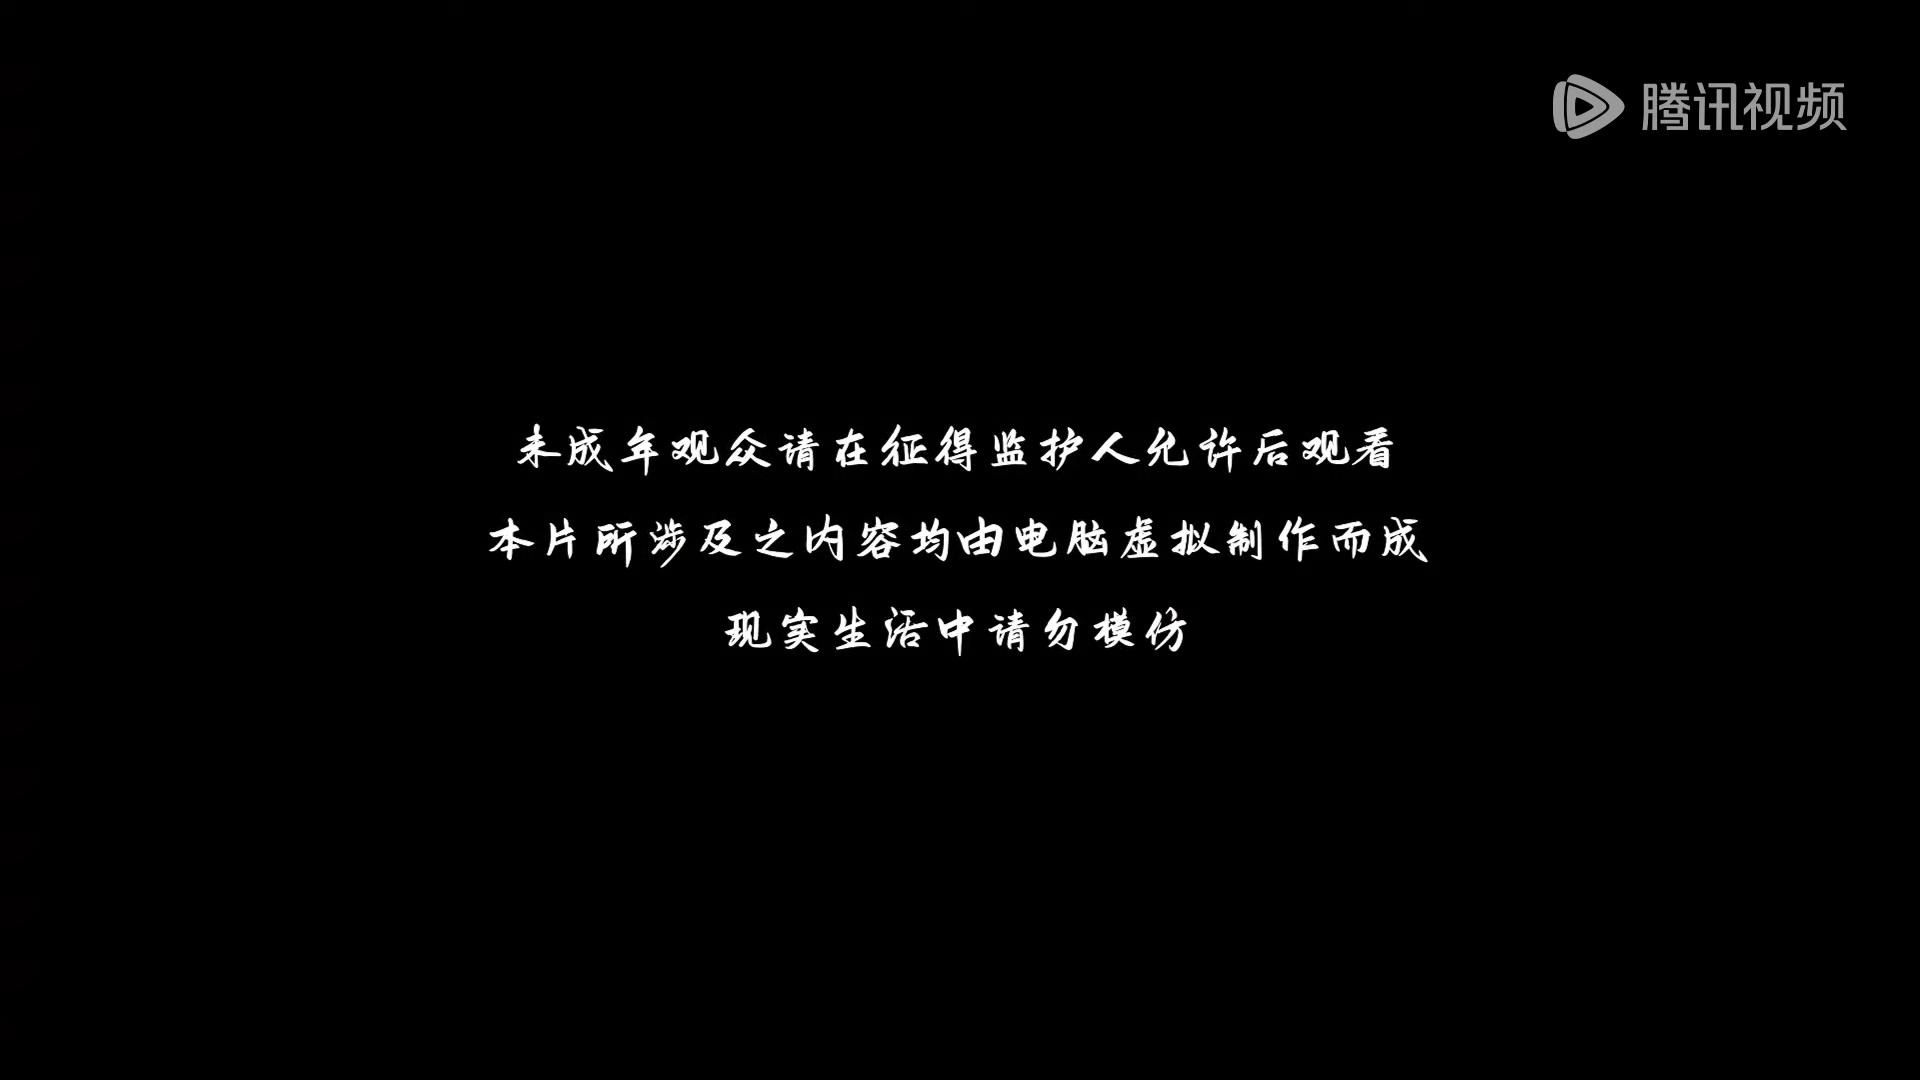 腾讯视频
未成年观众请在征得监护人允许后观看
本片所涉及之内容均由电脑虚拟制作而成
现实生活中请勿模仿